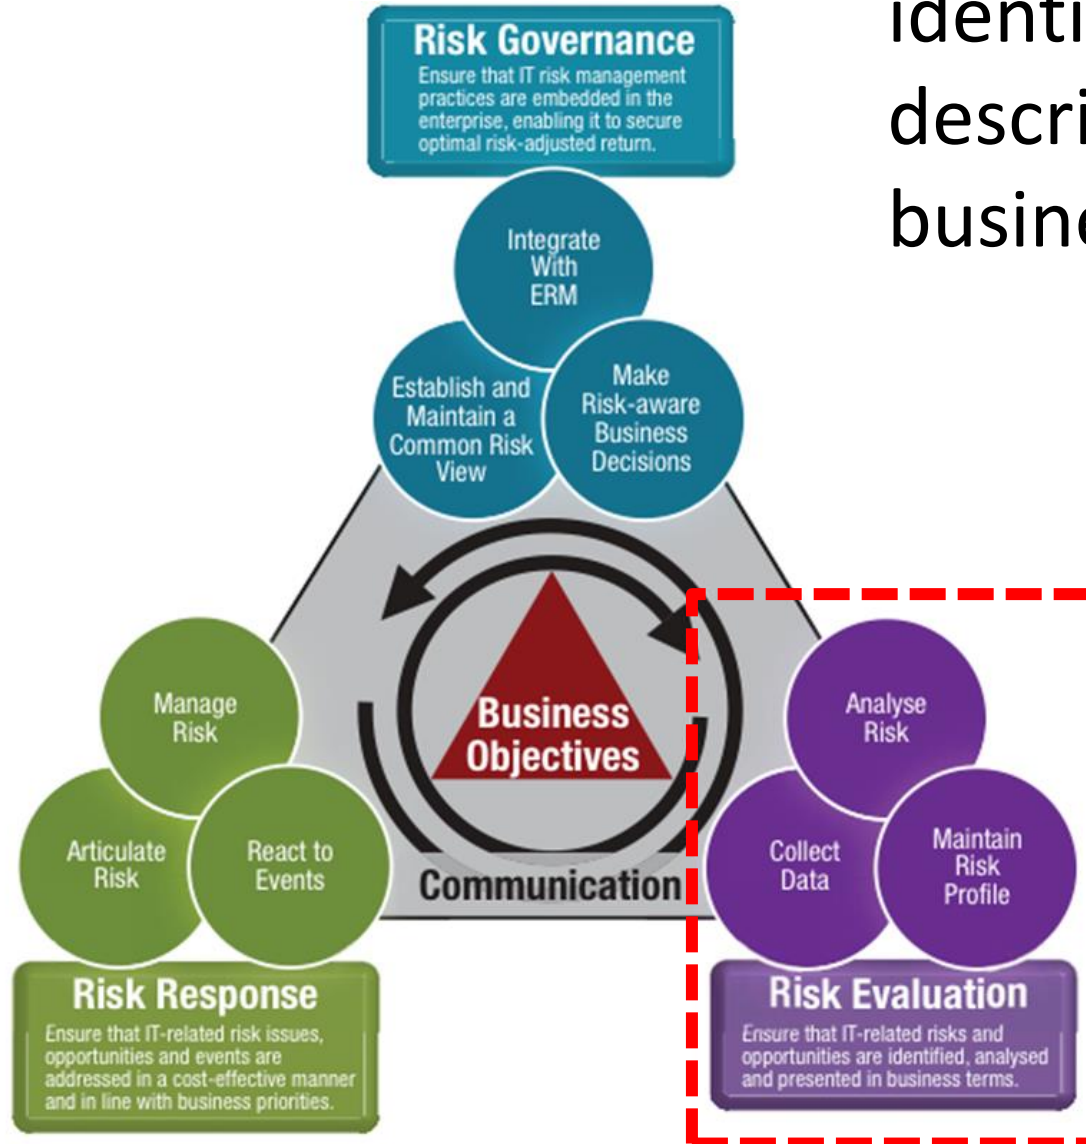 identi
descri
busine
Risk Governance
Ensure that IT risk management
practices are embedded in the
enterprise, enabling it to secure
optimal risk-adjusted return.
Integrate
With
ERM
Establish and
Maintain a
Common Risk
View
Make
Risk-aware
Business
Decisions
Business
Objectives
Communication
Manage
Risk
Articulate
Risk
React to
Events
Risk Response
Ensure that IT-related risk issues,
opportunities and events are
addressed in a cost-effective manner
and in line with business priorities.
Analyse
Risk
Collect
Data
Maintain
Risk
Profile
Risk Evaluation
Ensure that IT-related risks and
opportunities are identified, analysed
and presented in business terms.